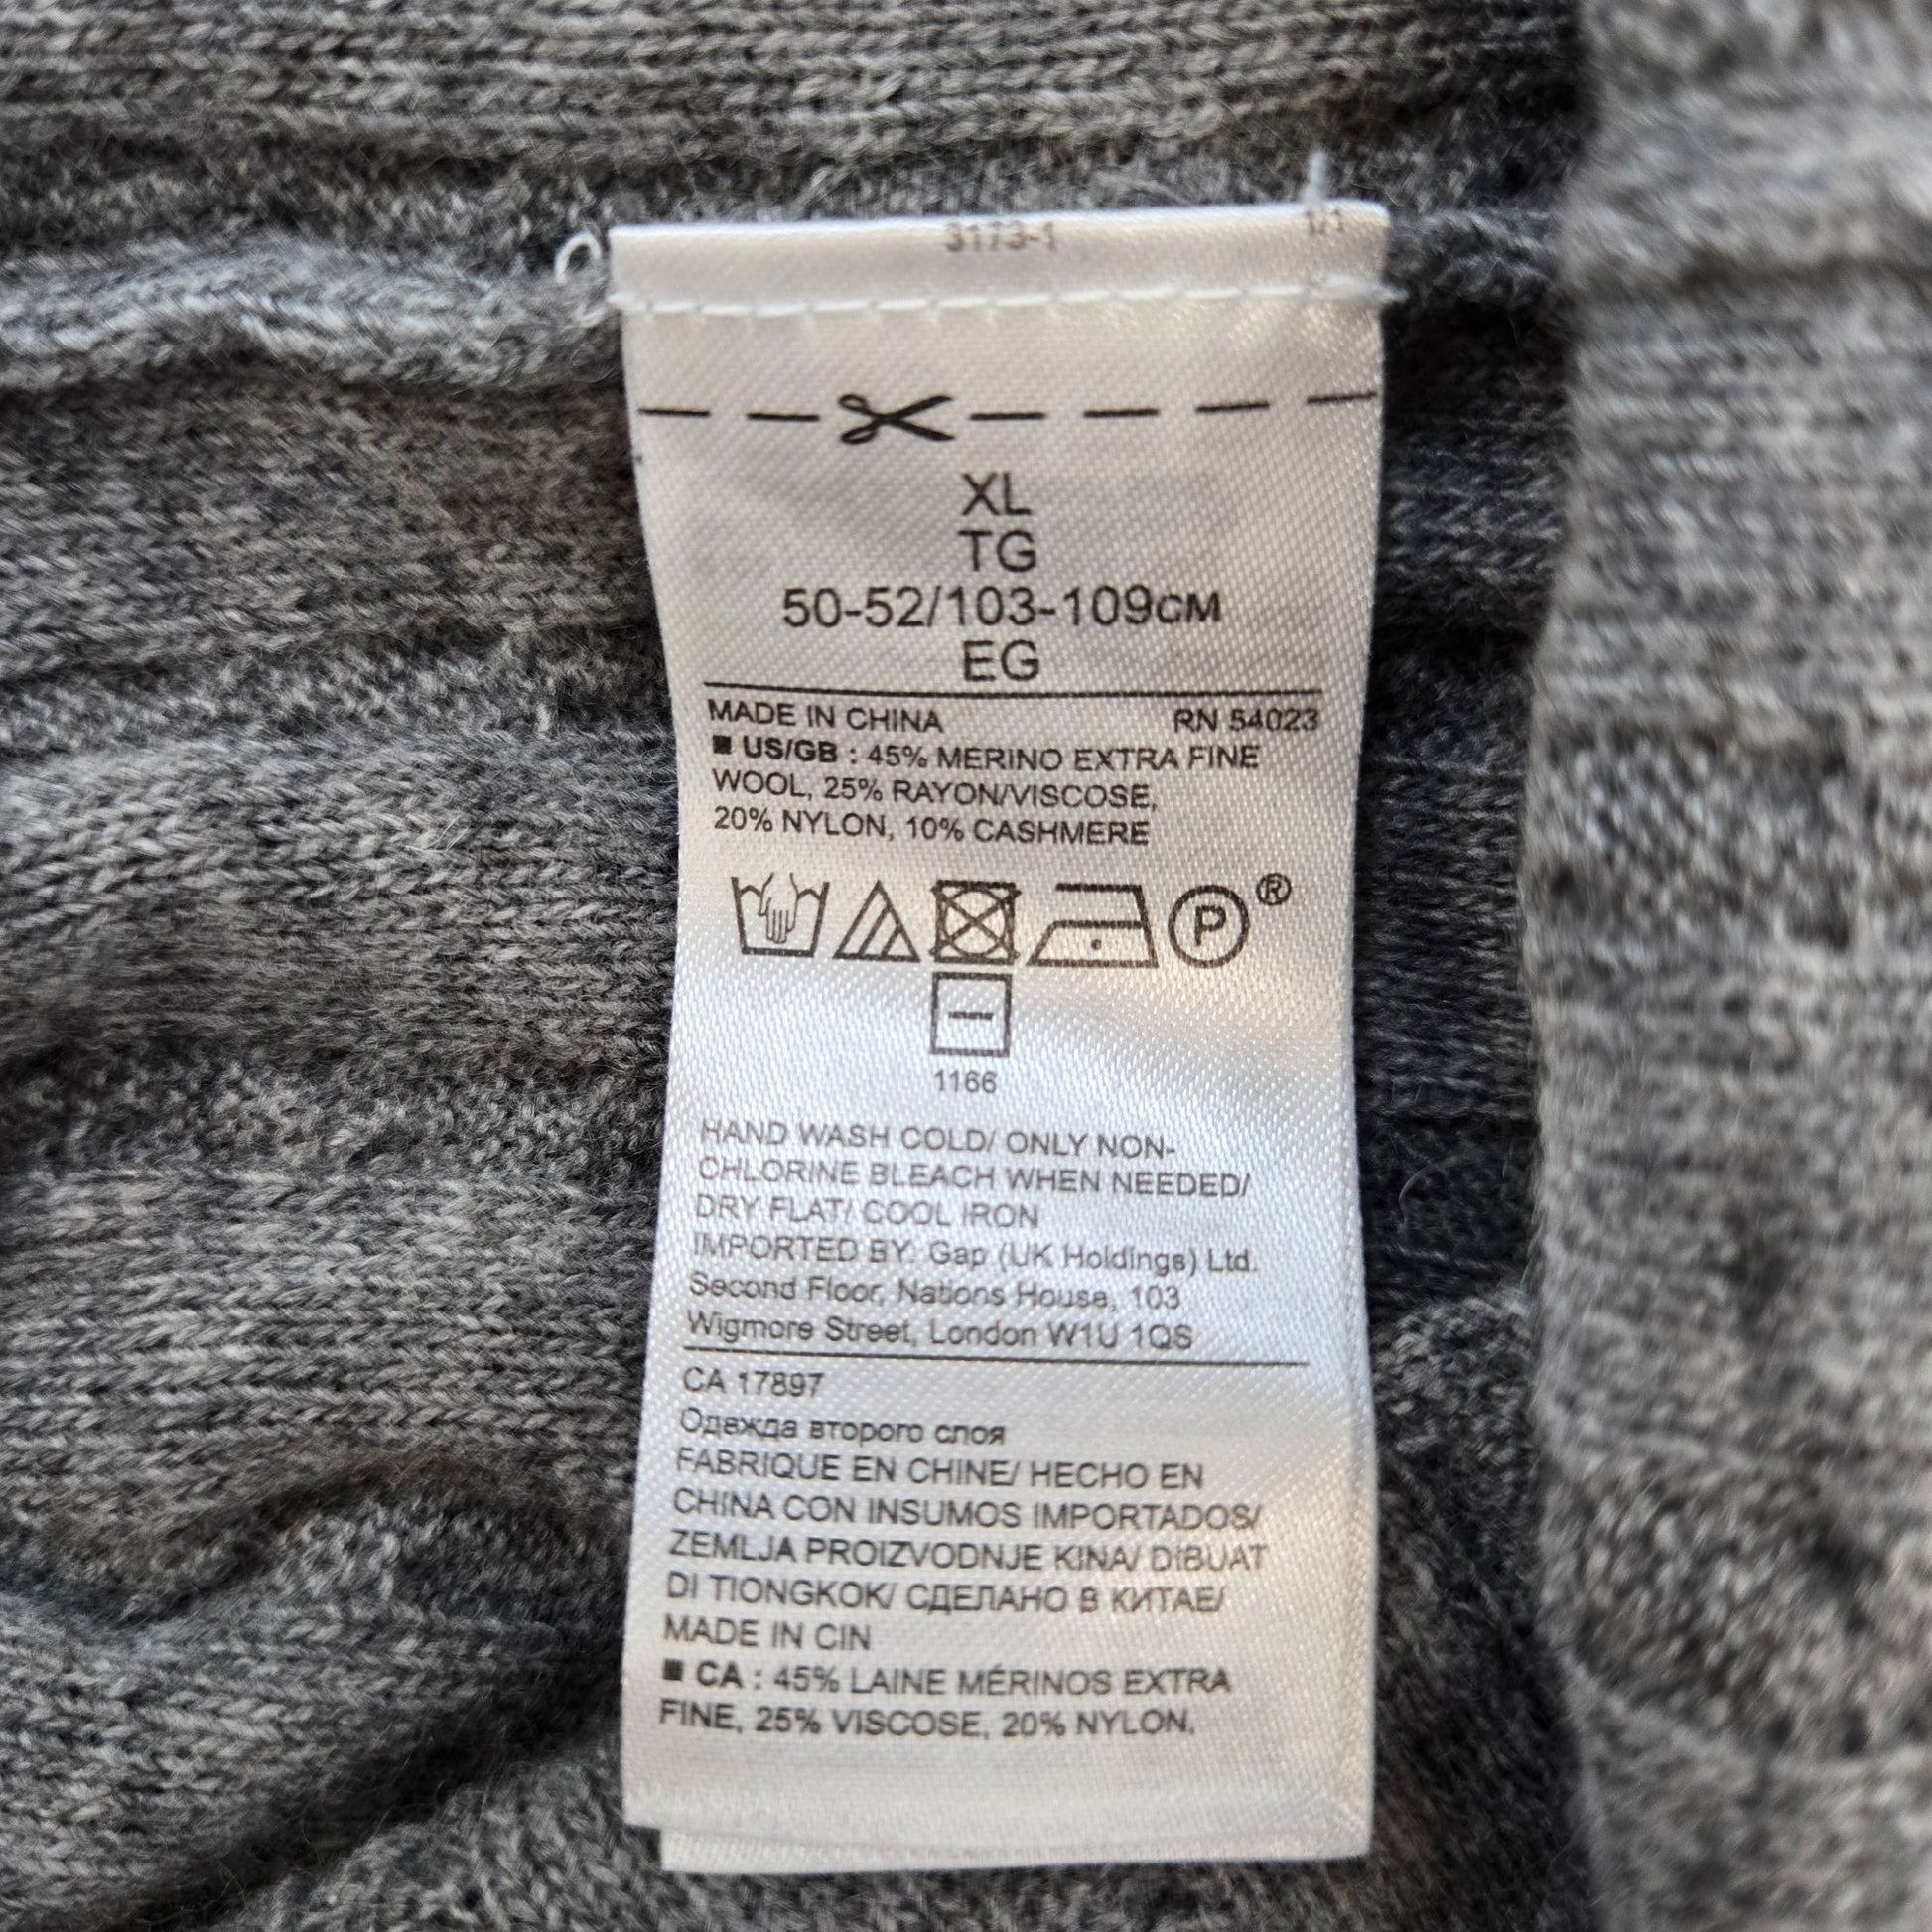 3173-1
XL
TG
50-52/103-109см
EG
MADE IN CHINA RN 54023
■ US/GB : 45% MERINO EXTRA FINE
WOOL, 25% RAYON/VISCOSE,
20% NYLON, 10% CASHMERE
P ®
1166
HAND WASH COLD/ ONLY NON-
CHLORINE BLEACH WHEN NEEDED/
DRY FLAT/ COOL IRON
IMPORTED BY: Gap (UK Holdings) Ltd.
Second Floor, Nations House, 103
Wigmore Street, London W1U 1QS
CA 17897
Одежда второго слоя
FABRIQUE EN CHINE/ HECHO EN
CHINA CON INSUMOS IMPORTADOS/
ZEMLJA PROIZVODNJE KINA/ DIBUAT
DI TIONGKOK/ СДЕЛАНО В КИТАЕ/
MADE IN CIN
■ CA : 45% LAINE MÉRINOS EXTRA
FINE, 25% VISCOSE, 20% NYLON,